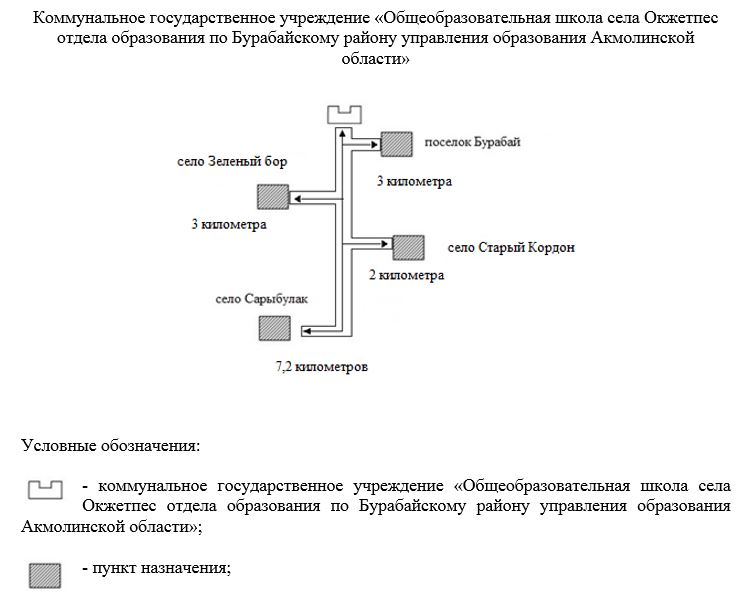 Коммунальное государственное учреждение «Общеобразовательная школа села Окжетпес
отдела образования по Бурабайскому району управления образования Акмолинской
области»
поселок Бурабай
село Зеленый бор
3 километра
3 километра
село Старый Кордон
2 километра
село Сарыбулак
7,2 километров
Условные обозначения:
- коммунальное государственное учреждение «Общеобразовательная школа села
Окжетпес отдела образования по Бурабайскому району управления образования
Акмолинской области»;
- пункт назначения;